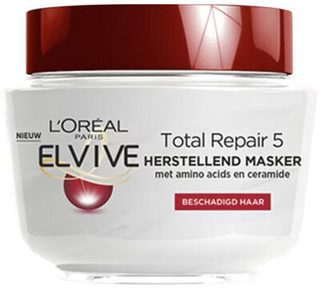 NIEUW
L'ORÉAL
PARIS
ELVIVE
Total Repair 5
HERSTELLEND MASKER
met amino acids en ceramide
BESCHADIGD HAAR